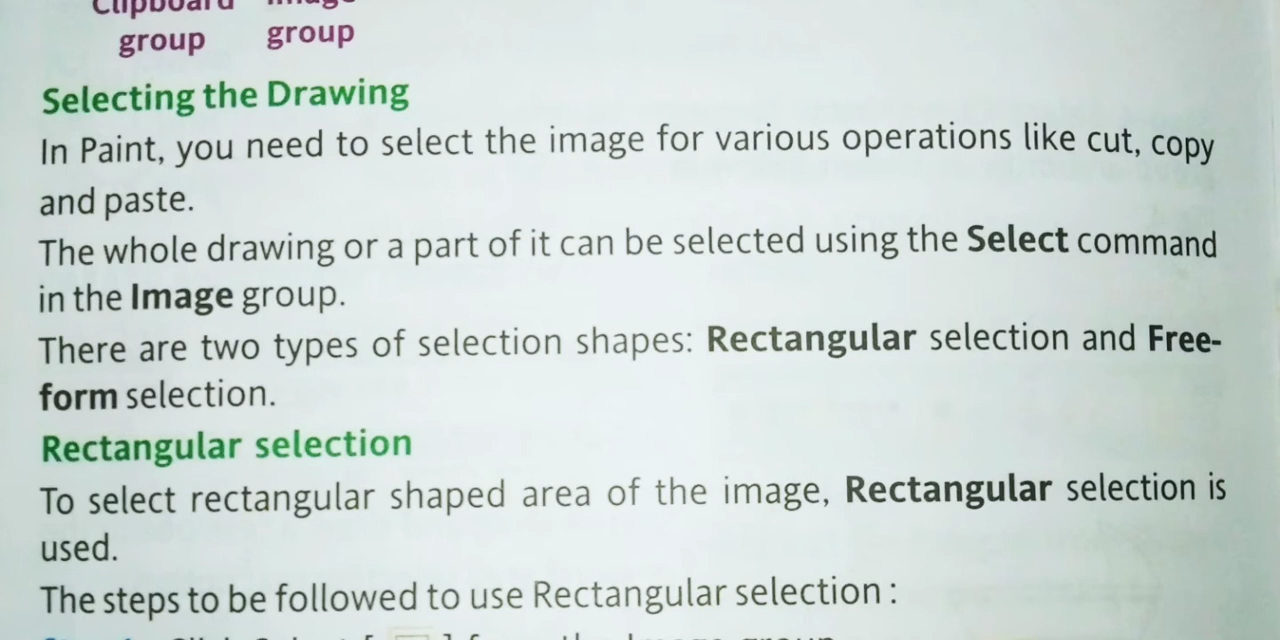 Clipboard Image
group group
Selecting the Drawing
In Paint, you need to select the image for various operations like cut, copy
and paste.
The whole drawing or a part of it can be selected using the Select command
in the Image group.
There are two types of selection shapes: Rectangular selection and Free-
form selection.
Rectangular selection
To select rectangular shaped area of the image, Rectangular selection is
used.
The steps to be followed to use Rectangular selection :